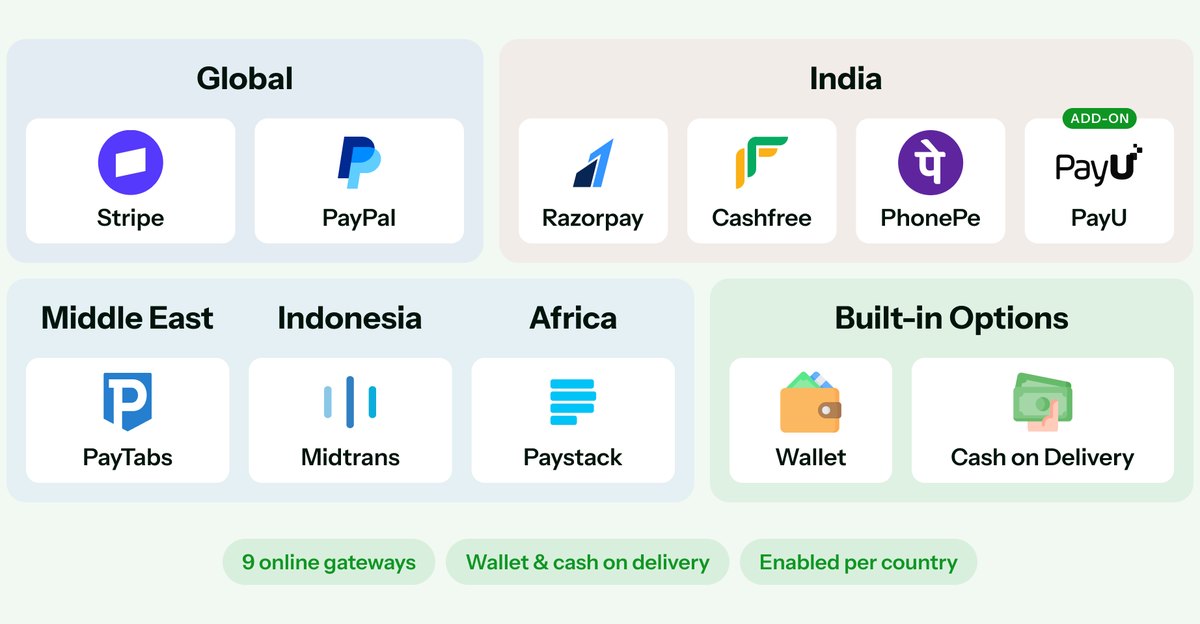 Global
Stripe
PayPal
India
Razorpay
Cashfree
पे
PhonePe
ADD-ON
PayU
PayU
Middle East
PayTabs
Indonesia
Midtrans
Africa
Paystack
Built-in Options
Wallet
Cash on Delivery
9 online gateways
Wallet & cash on delivery
Enabled per country